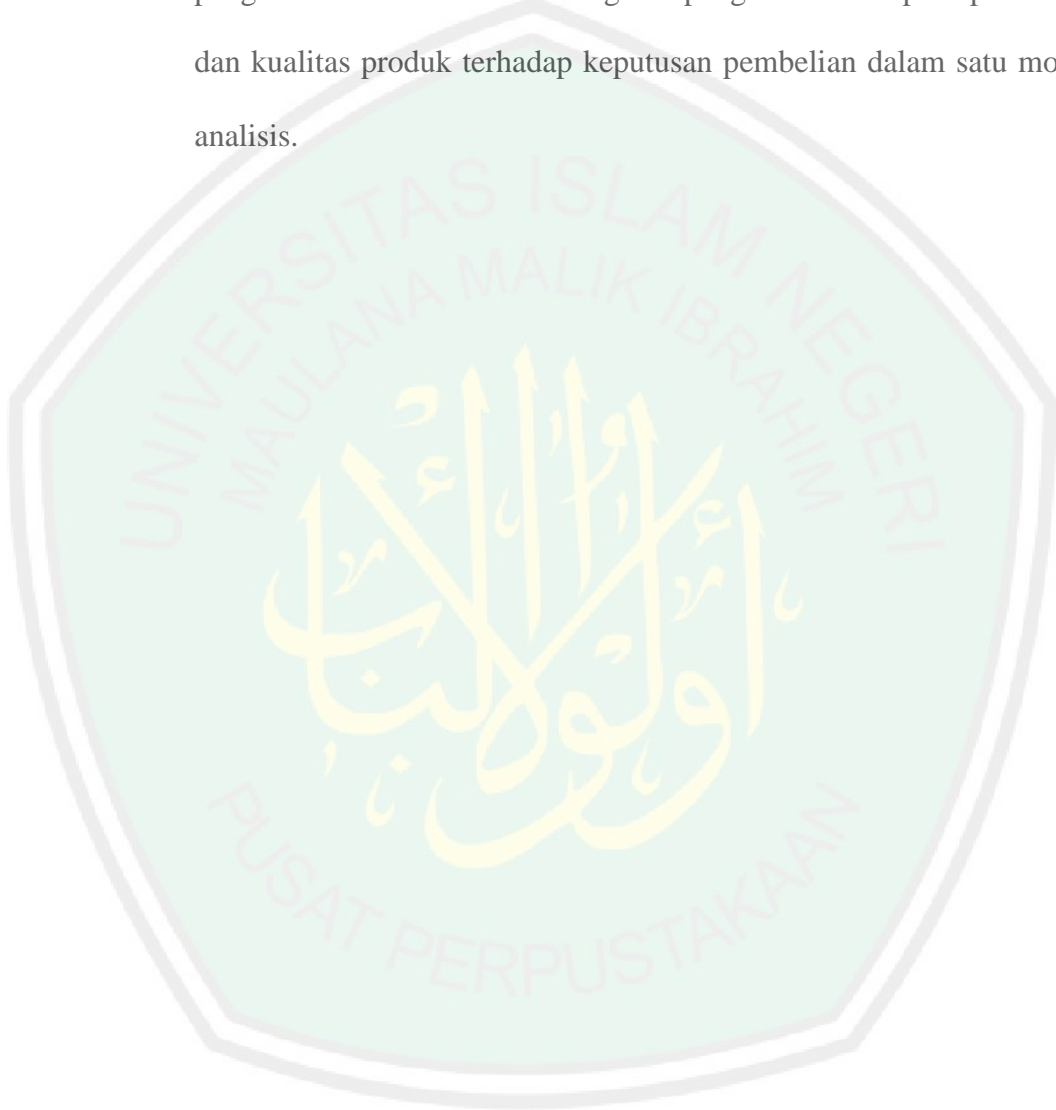 dan kualitas produk terhadap keputusan pembelian dalam satu mo
analisis.
UNIVERSITAS ISLAM NEGERI
MAULANA MALIK IBRAHIM
أولوا الألباب
PUSAT PERPUSTAKAAN